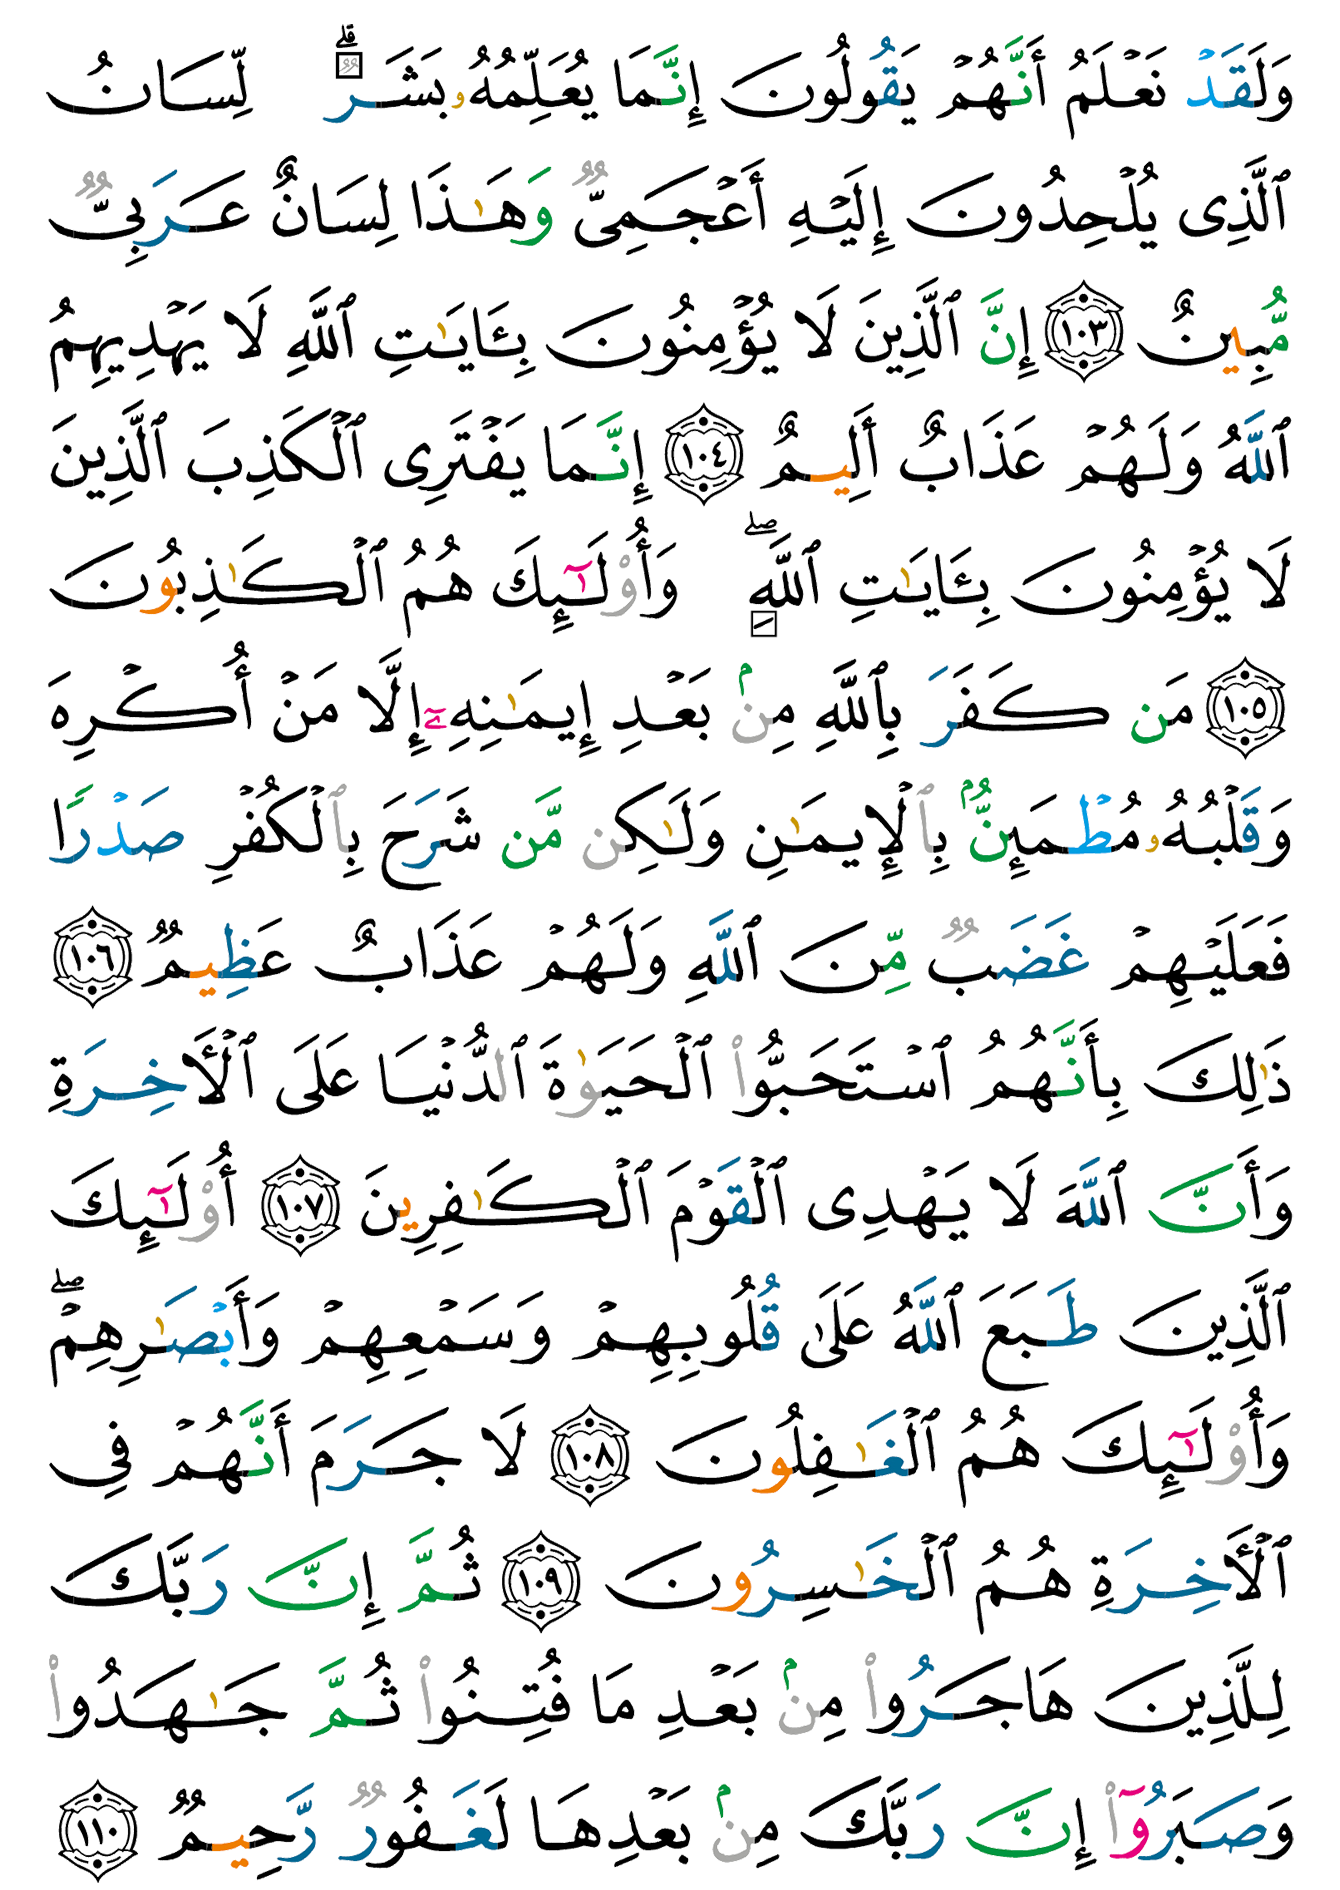 وَلَقَدۡ نَعۡلَمُ أَنَّهُمۡ يَقُولُونَ إِنَّمَا يُعَلِّمُهُۥ بَشَرٞۗ لِّسَانُ
ٱلَّذِي يُلۡحِدُونَ إِلَيۡهِ أَعۡجَمِيّٞ وَهَٰذَا لِسَانٌ عَرَبِيّٞ
مُّبِينٌ ١٠٣ إِنَّ ٱلَّذِينَ لَا يُؤۡمِنُونَ بِـَٔايَٰتِ ٱللَّهِ لَا يَهۡدِيهِمُ
ٱللَّهُ وَلَهُمۡ عَذَابٌ أَلِيمٌ ١٠٤ إِنَّمَا يَفۡتَرِي ٱلۡكَذِبَ ٱلَّذِينَ
لَا يُؤۡمِنُونَ بِـَٔايَٰتِ ٱللَّهِۖ وَأُوْلَٰٓئِكَ هُمُ ٱلۡكَٰذِبُونَ
١٠٥ مَن كَفَرَ بِٱللَّهِ مِنۢ بَعۡدِ إِيمَٰنِهِۦٓ إِلَّا مَنۡ أُكۡرِهَ
وَقَلۡبُهُۥ مُطۡمَئِنُّۢ بِٱلۡإِيمَٰنِ وَلَٰكِن مَّن شَرَحَ بِٱلۡكُفۡرِ صَدۡرٗا
فَعَلَيۡهِمۡ غَضَبٞ مِّنَ ٱللَّهِ وَلَهُمۡ عَذَابٌ عَظِيمٞ ١٠٦
ذَٰلِكَ بِأَنَّهُمُ ٱسۡتَحَبُّواْ ٱلۡحَيَوٰةَ ٱلدُّنۡيَا عَلَى ٱلۡأٓخِرَةِ
وَأَنَّ ٱللَّهَ لَا يَهۡدِي ٱلۡقَوۡمَ ٱلۡكَٰفِرِينَ ١٠٧ أُوْلَٰٓئِكَ
ٱلَّذِينَ طَبَعَ ٱللَّهُ عَلَىٰ قُلُوبِهِمۡ وَسَمۡعِهِمۡ وَأَبۡصَٰرِهِمۡۖ
وَأُوْلَٰٓئِكَ هُمُ ٱلۡغَٰفِلُونَ ١٠٨ لَا جَرَمَ أَنَّهُمۡ فِي
ٱلۡأٓخِرَةِ هُمُ ٱلۡخَٰسِرُونَ ١٠٩ ثُمَّ إِنَّ رَبَّكَ
لِلَّذِينَ هَاجَرُواْ مِنۢ بَعۡدِ مَا فُتِنُواْ ثُمَّ جَٰهَدُواْ
وَصَبَرُوٓاْ إِنَّ رَبَّكَ مِنۢ بَعۡدِهَا لَغَفُورٞ رَّحِيمٞ ١١٠